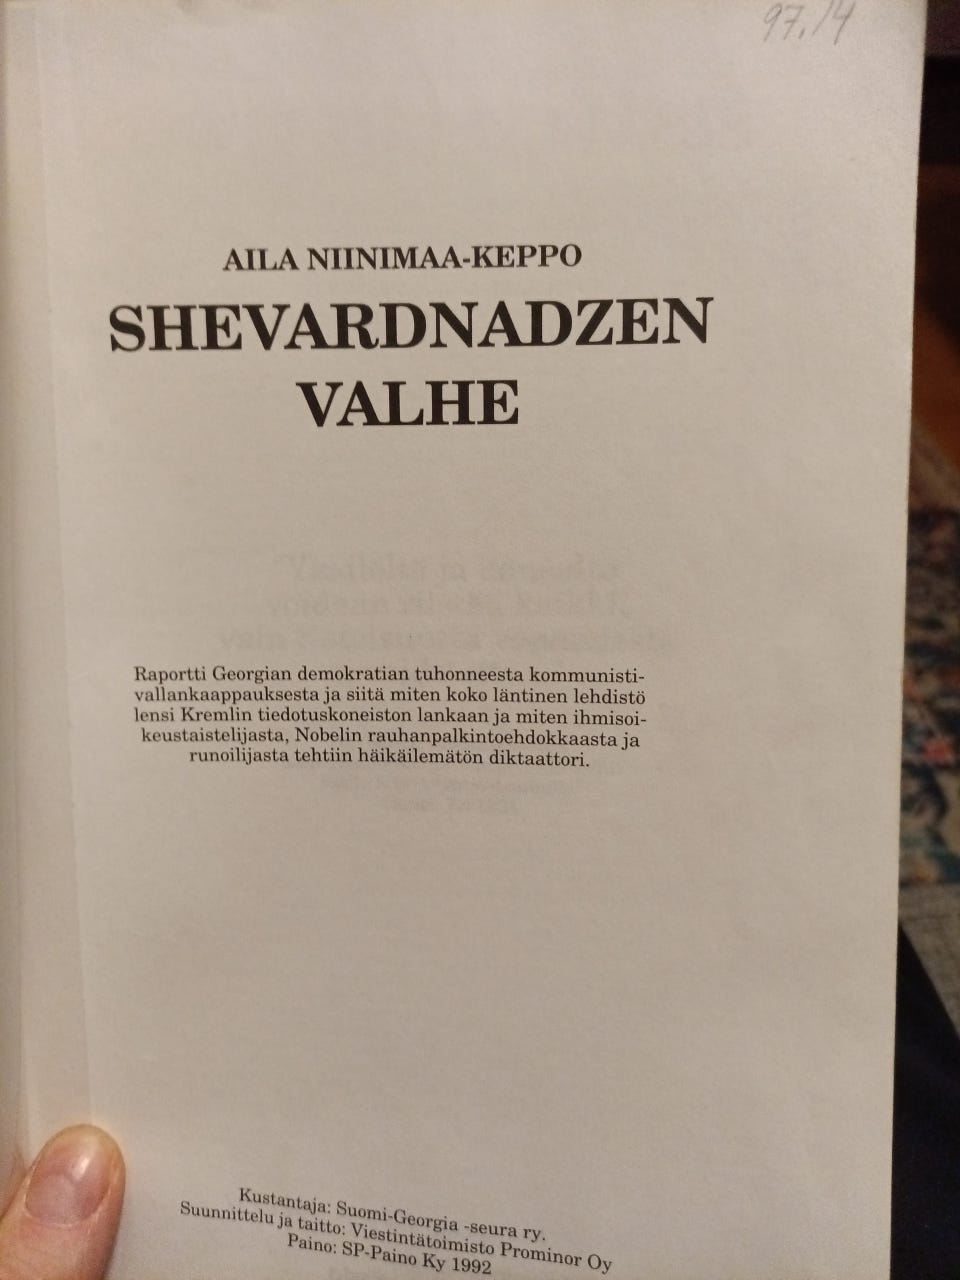 97.14
AILA NIINIMAA-KEPPO
SHEVARDNADZEN
VALHE
Raportti Georgian demokratian tuhonneesta kommunisti-
vallankaappauksesta ja siitä miten koko läntinen lehdistö
lensi Kremlin tiedotuskoneiston lankaan ja miten ihmisoi-
keustaistelijasta, Nobelin rauhanpalkintoehdokkaasta ja
runoilijasta tehtiin häikäilemätön diktaattori.
Kustantaja: Suomi-Georgia -seura ry.
Suunnittelu ja taitto: Viestintätoimisto Prominor Oy
Paino: SP-Paino Ky 1992